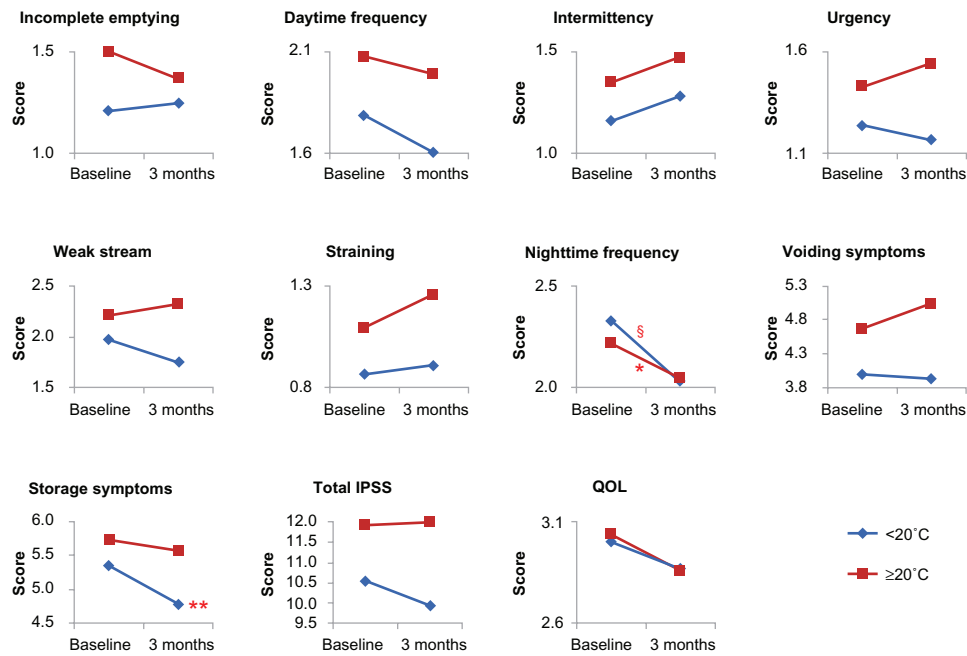 Incomplete emptying
1.5
1.0
Score
Baseline 3 months
Daytime frequency
2.1
1.6
Score
Baseline 3 months
Intermittency
1.5
1.0
Score
Baseline 3 months
Urgency
1.6
1.1
Score
Baseline 3 months
Weak stream
2.5
2.0
1.5
Score
Baseline 3 months
Straining
1.3
0.8
Score
Baseline 3 months
Nighttime frequency
2.5
2.0
Score
§
*
Baseline 3 months
Voiding symptoms
5.3
4.8
4.3
3.8
Score
Baseline 3 months
Storage symptoms
6.0
5.5
5.0
4.5
Score
**
Baseline 3 months
Total IPSS
12.0
11.5
11.0
10.5
10.0
9.5
Score
Baseline 3 months
QOL
3.1
2.6
Score
Baseline 3 months
<20˚C
≥20˚C